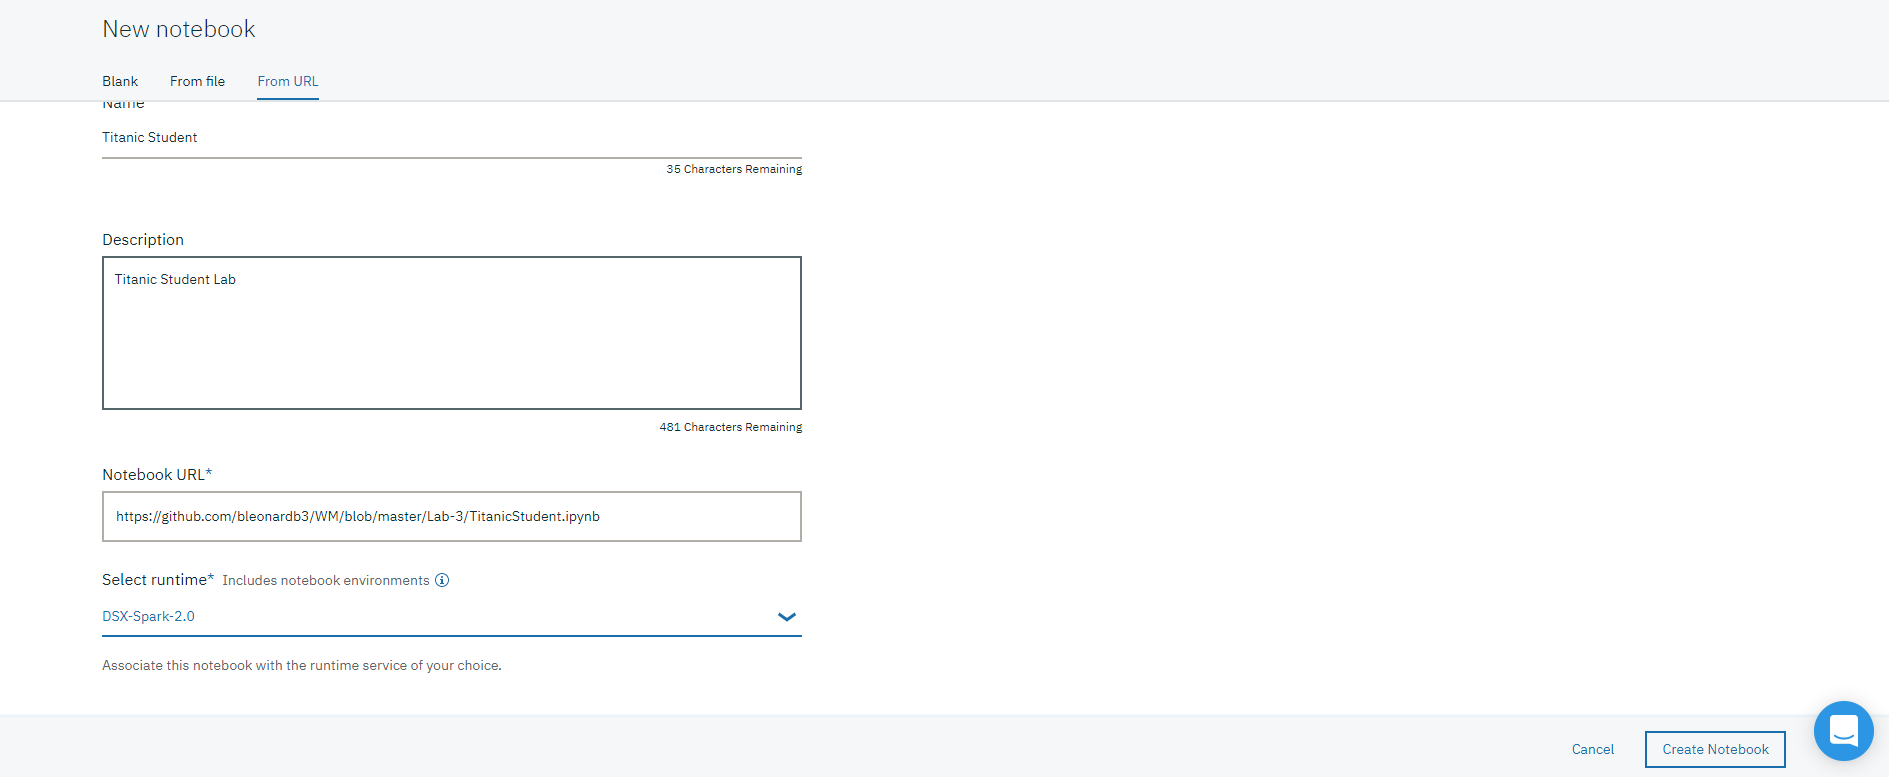 New notebook
Blank From file From URL
Name
Titanic Student
35 Characters Remaining
Description
Titanic Student Lab
481 Characters Remaining
Notebook URL*
https://github.com/bleonardb3/WM/blob/master/Lab-3/TitanicStudent.ipynb
Select runtime* Includes notebook environments
DSX-Spark-2.0
Associate this notebook with the runtime service of your choice.
Cancel Create Notebook